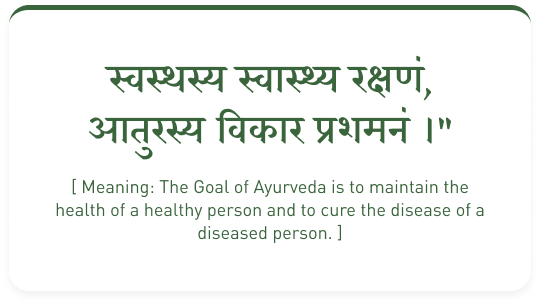 स्वस्थस्य स्वास्थ्य रक्षणं,
आतुरस्य विकार प्रशमनं ।"
[ Meaning: The Goal of Ayurveda is to maintain the
health of a healthy person and to cure the disease of a
diseased person. ]